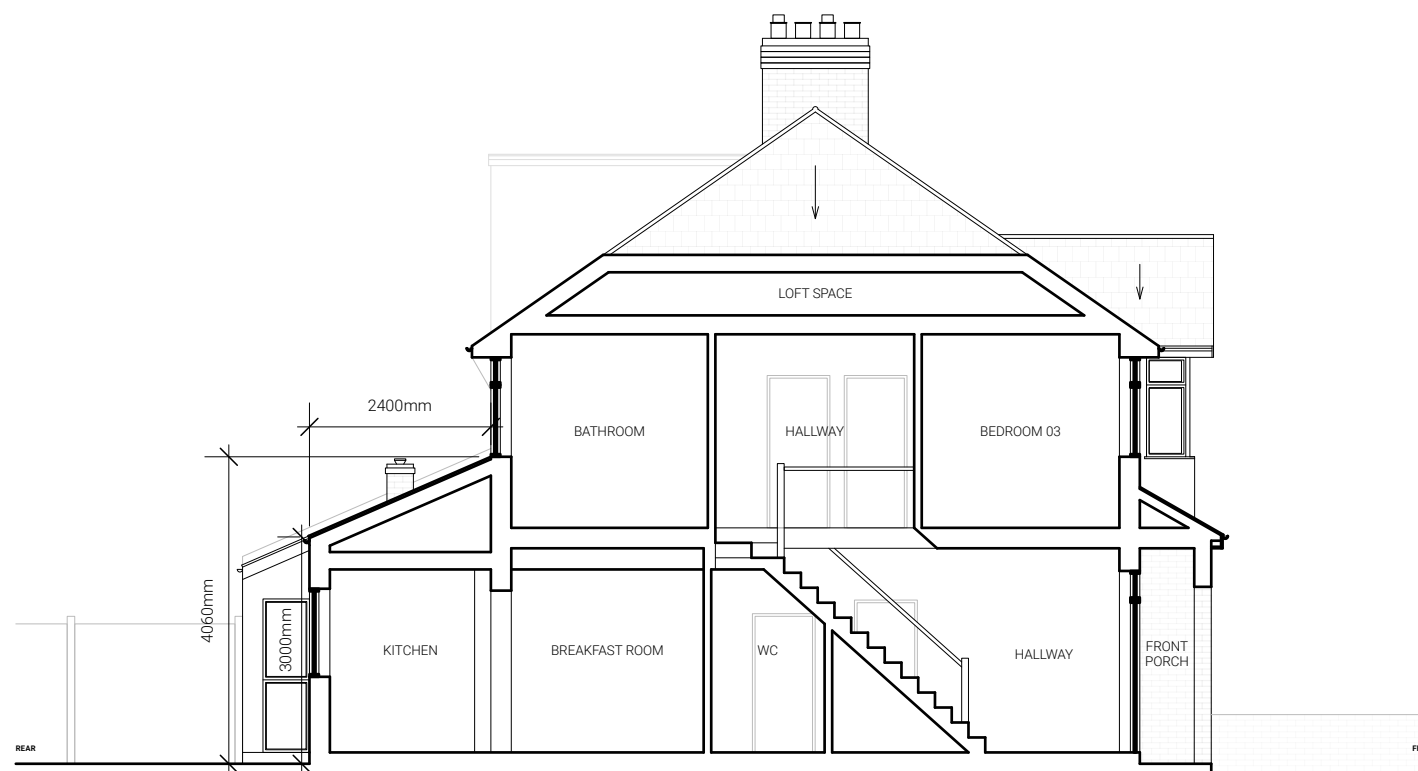 LOFT SPACE
2400mm
BATHROOM
HALLWAY
BEDROOM 03
4060mm
3000mm
KITCHEN
BREAKFAST ROOM
WC
HALLWAY
FRONT
PORCH
REAR